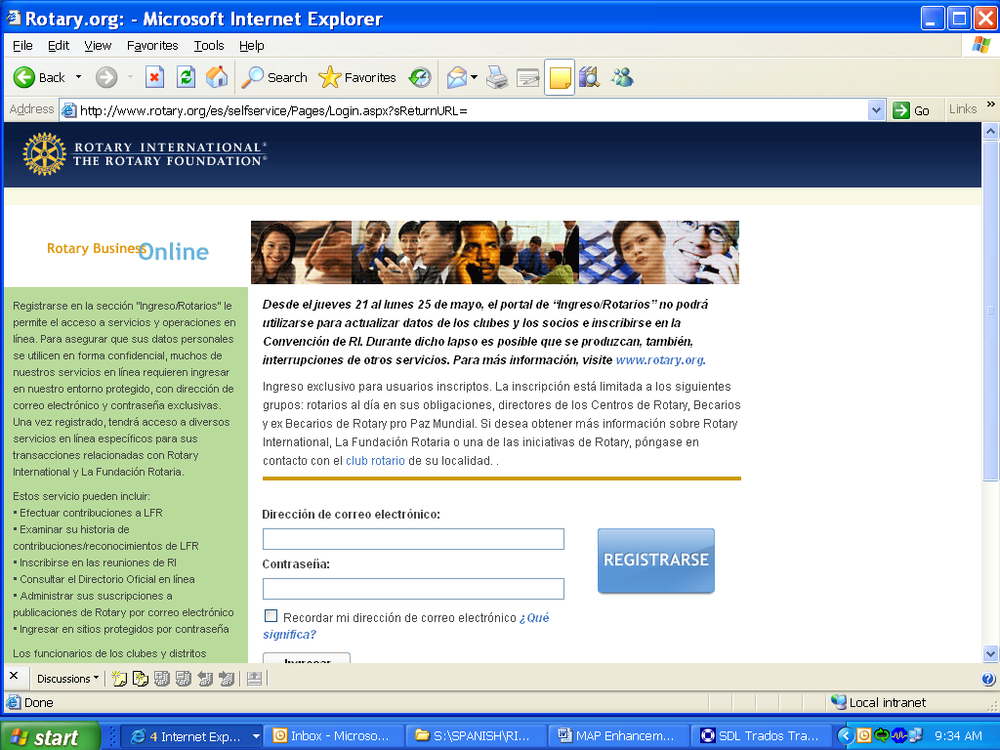 Rotary.org: - Microsoft Internet Explorer
File Edit View Favorites Tools Help
Back Search Favorites
Address http://www.rotary.org/es/selfservice/Pages/Login.aspx?sReturnURL= Go Links »
ROTARY INTERNATIONAL®
THE ROTARY FOUNDATION®
Rotary Business Online
Registrarse en la sección "Ingreso/Rotarios" le
permite el acceso a servicios y operaciones en
línea. Para asegurar que sus datos personales
se utilicen en forma confidencial, muchos de
nuestros servicios en línea requieren ingresar
en nuestro entorno protegido, con dirección de
correo electrónico y contraseña exclusivas.
Una vez registrado, tendrá acceso a diversos
servicios en línea específicos para sus
transacciones relacionadas con Rotary
International y La Fundación Rotaria.
Estos servicio pueden incluir:
• Efectuar contribuciones a LFR
• Examinar su historia de
contribuciones/reconocimientos de LFR
• Inscribirse en las reuniones de RI
• Consultar el Directorio Oficial en línea
• Administrar sus suscripciones a
publicaciones de Rotary por correo electrónico
• Ingresar en sitios protegidos por contraseña
Los funcionarios de los clubes y distritos
Desde el jueves 21 al lunes 25 de mayo, el portal de “Ingreso/Rotarios” no podrá
utilizarse para actualizar datos de los clubes y los socios e inscribirse en la
Convención de RI. Durante dicho lapso es posible que se produzcan, también,
interrupciones de otros servicios. Para más información, visite www.rotary.org.
Ingreso exclusivo para usuarios inscriptos. La inscripción está limitada a los siguientes
grupos: rotarios al día en sus obligaciones, directores de los Centros de Rotary, Becarios
y ex Becarios de Rotary pro Paz Mundial. Si desea obtener más información sobre Rotary
International, La Fundación Rotaria o una de las iniciativas de Rotary, póngase en
contacto con el club rotario de su localidad. .
Dirección de correo electrónico:
Contraseña:
REGISTRARSE
Recordar mi dirección de correo electrónico ¿Qué
significa?
Ingresar
Discussions
Done Local intranet
start 4 Internet Exp... Inbox - Microso... S:\SPANISH\RI... MAP Enhancem... SDL Trados Tra... 9:34 AM